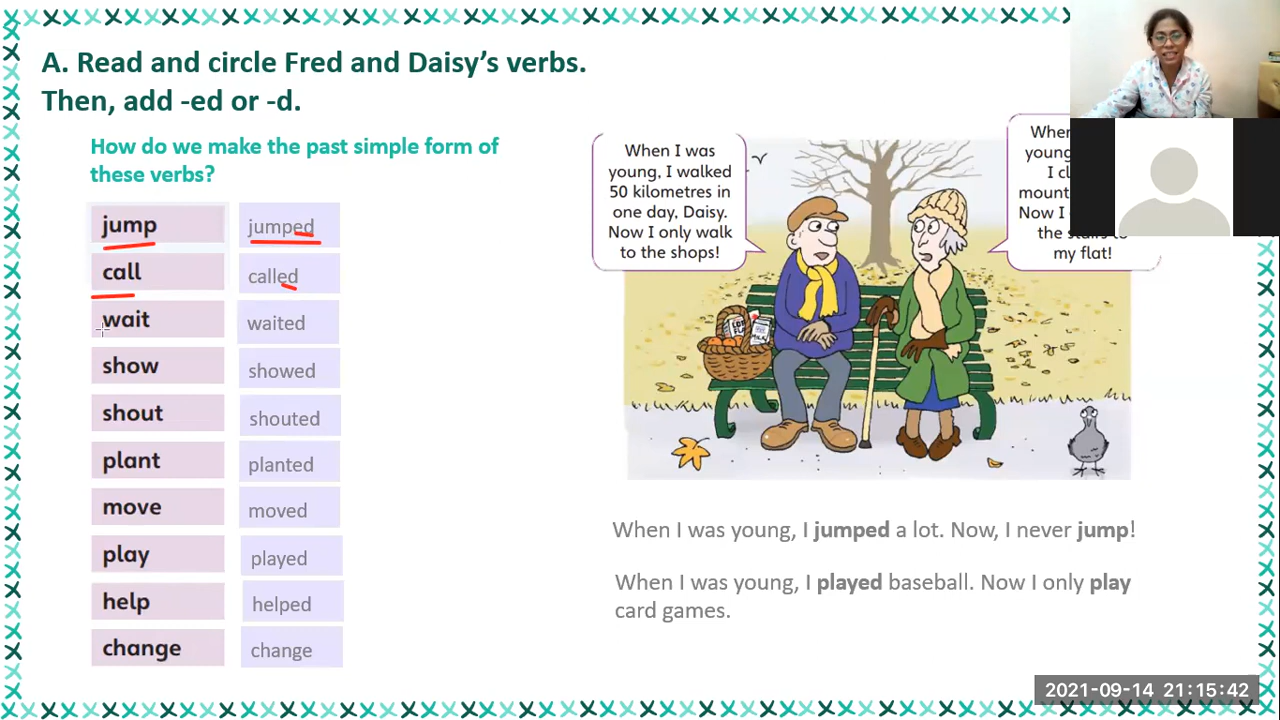 A. Read and circle Fred and Daisy's verbs.
Then, add -ed or -d.
How do we make the past simple form of
these verbs?
jump jumped
call called
wait waited
show showed
shout shouted
plant planted
move moved
play played
help helped
change change
When I was
young, I walked
50 kilometres in
one day, Daisy.
Now I only walk
to the shops!
young
I
mount
Now I
the stairs to
my flat!
MILK
When I was young, I jumped a lot. Now, I never jump!
When I was young, I played baseball. Now I only play
card games.
2021-09-14 21:15:42